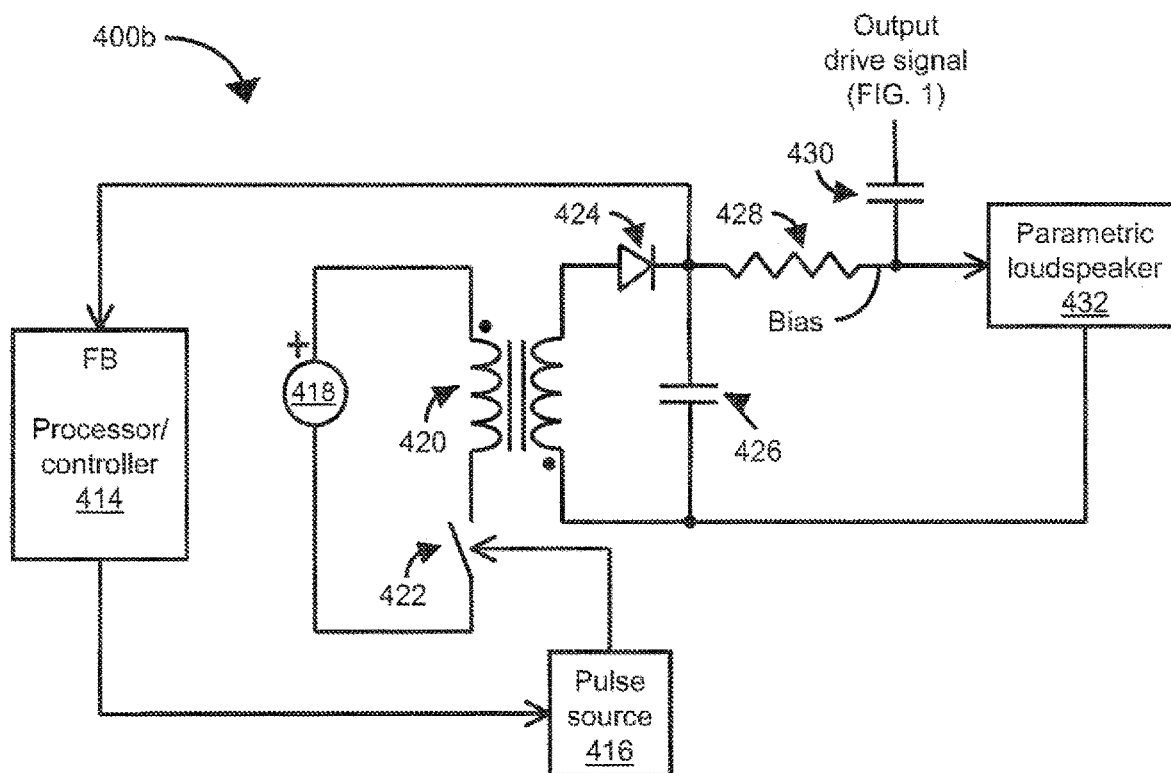 400b
Output
drive signal
(FIG. 1)
430
424
428
Parametric
loudspeaker
432
Bias
FB
Processor/
controller
414
+
418
420
426
422
Pulse
source
416